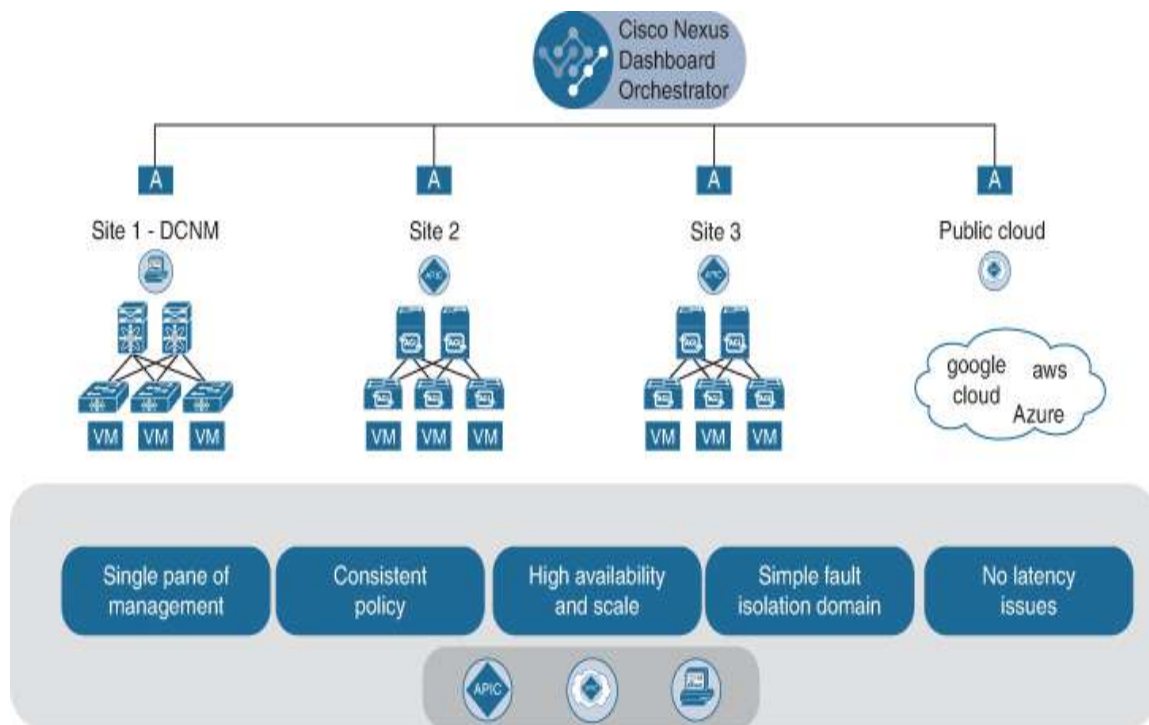 Cisco Nexus
Dashboard
Orchestrator
A
A
A
A
Site 1 - DCNM
Site 2
Site 3
Public cloud
APIC
APIC
google
cloud
aws
Azure
VM
VM
VM
VM
VM
VM
VM
VM
VM
Single pane of
management
Consistent
policy
High availability
and scale
Simple fault
isolation domain
No latency
issues
APIC